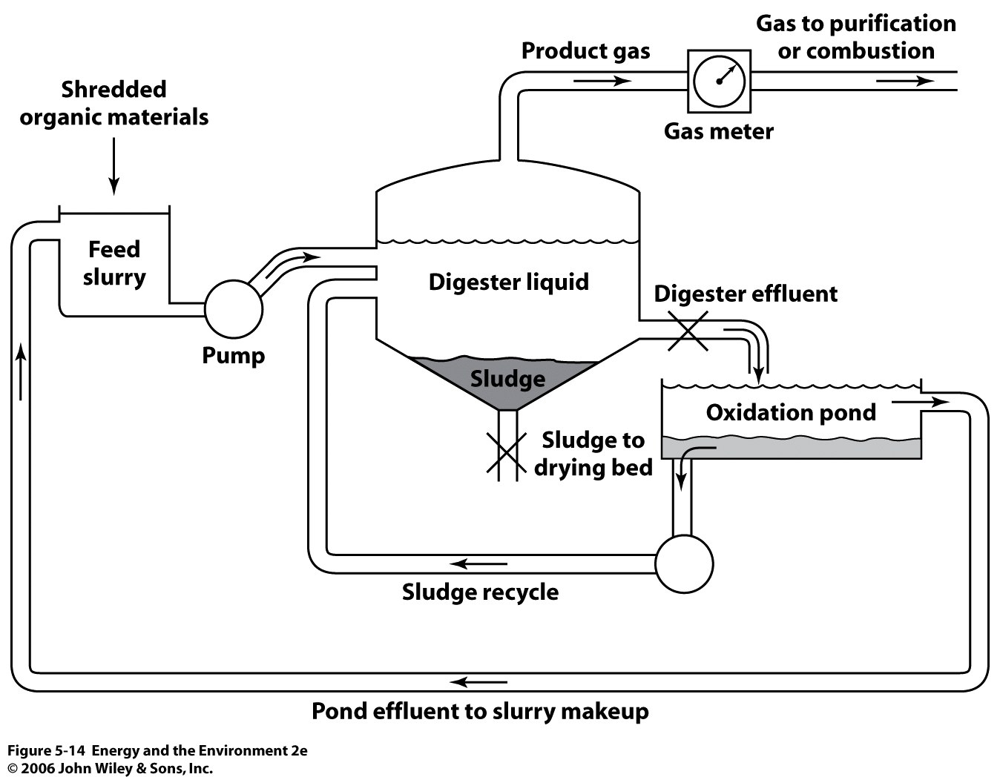 Gas to purification
or combustion
Product gas
Shredded
organic materials
Gas meter
Feed
slurry
Digester liquid
Digester effluent
Pump
Sludge
Oxidation pond
Sludge to
drying bed
Sludge recycle
Pond effluent to slurry makeup
Figure 5-14 Energy and the Environment 2e
© 2006 John Wiley & Sons, Inc.